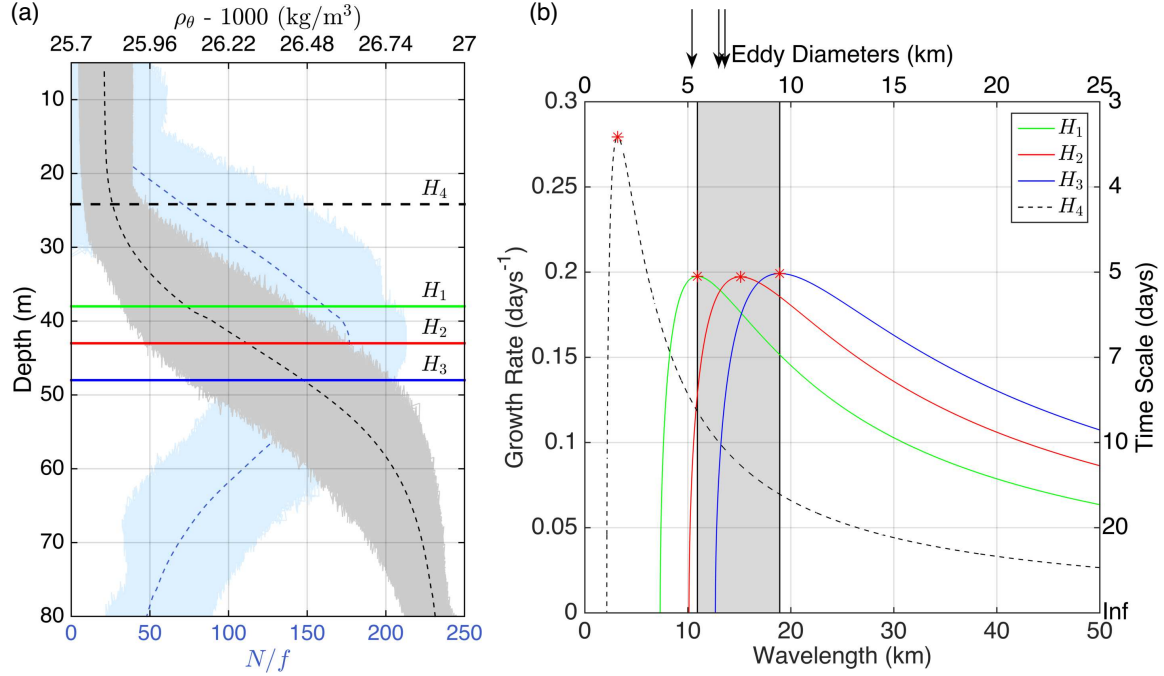 (a)
ρ_θ - 1000 (kg/m³)
25.7 25.96 26.22 26.48 26.74 27
10
20
30
40
50
60
70
80
Depth (m)
H₄
H₁
H₂
H₃
0 50 100 150 200 250
N/f
(b)
Eddy Diameters (km)
0 5 10 15 20 25
0.3
0.25
0.2
0.15
0.1
0.05
0
Growth Rate (days⁻¹)
H₁
H₂
H₃
H₄
3
4
5
7
10
20
Inf
Time Scale (days)
0 10 20 30 40 50
Wavelength (km)